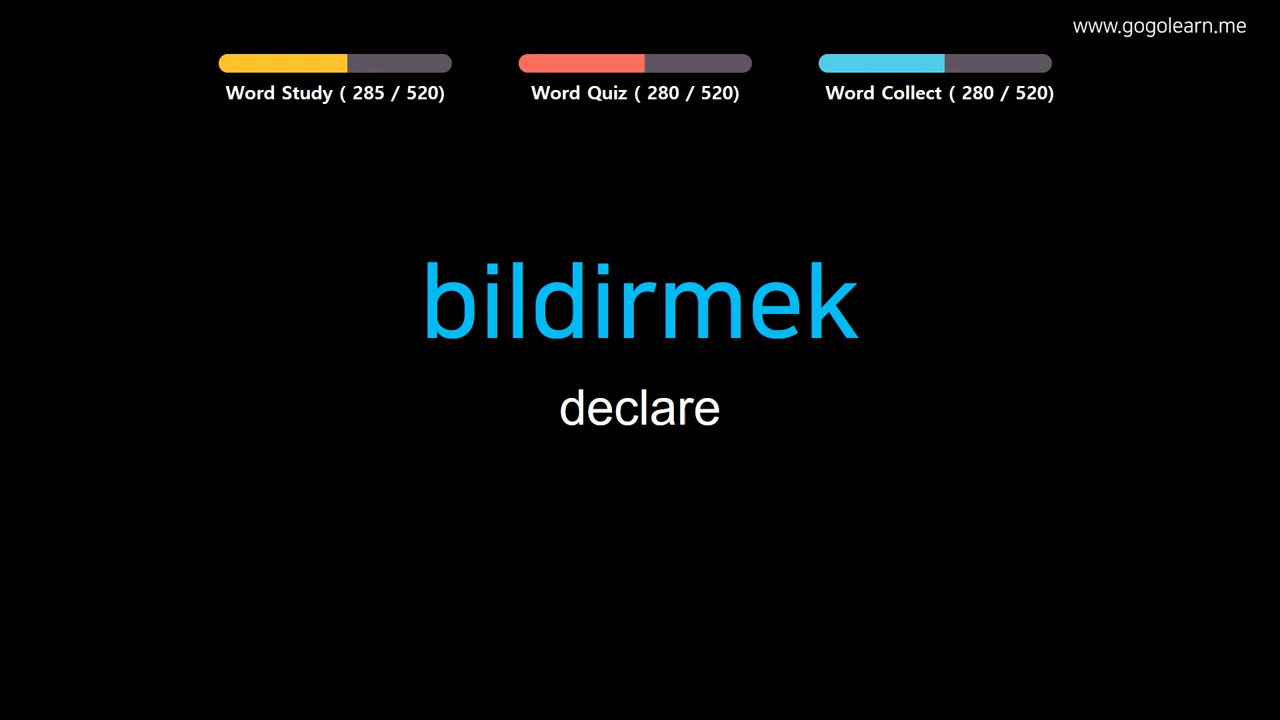 www.gogolearn.me
Word Study ( 285 / 520)
Word Quiz ( 280 / 520)
Word Collect ( 280 / 520)
bildirmek
declare